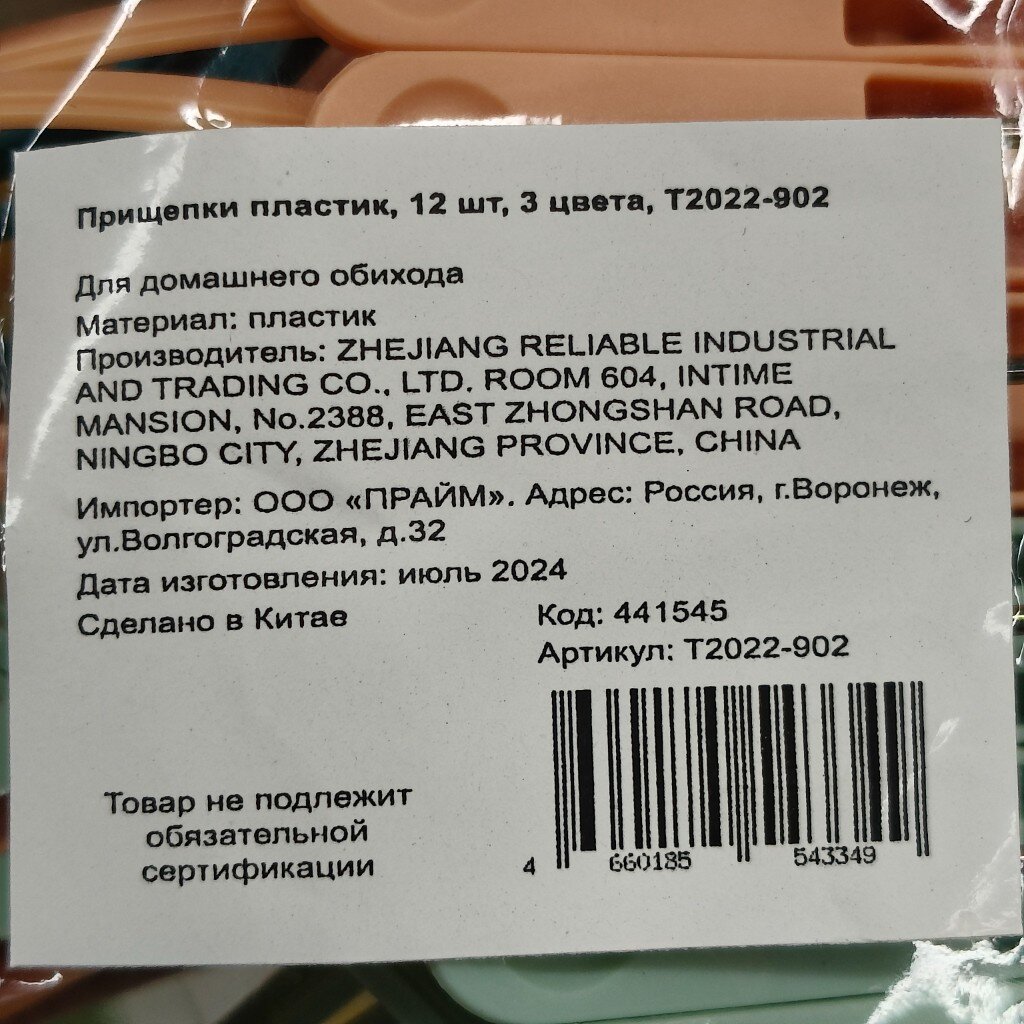 Прищепки пластик, 12 шт, 3 цвета, Т2022-902
Для домашнего обихода
Материал: пластик
Производитель: ZHEJIANG RELIABLE INDUSTRIAL
AND TRADING CO., LTD. ROOM 604, INTIME
MANSION, No.2388, EAST ZHONGSHAN ROAD,
NINGBO CITY, ZHEJIANG PROVINCE, CHINA
Импортер: ООО «ПРАЙМ». Адрес: Россия, г.Воронеж,
ул.Волгоградская, д.32
Дата изготовления: июль 2024
Сделано в Китае
Код: 441545
Артикул: Т2022-902
Товар не подлежит
обязательной
сертификации
4 660185 543349